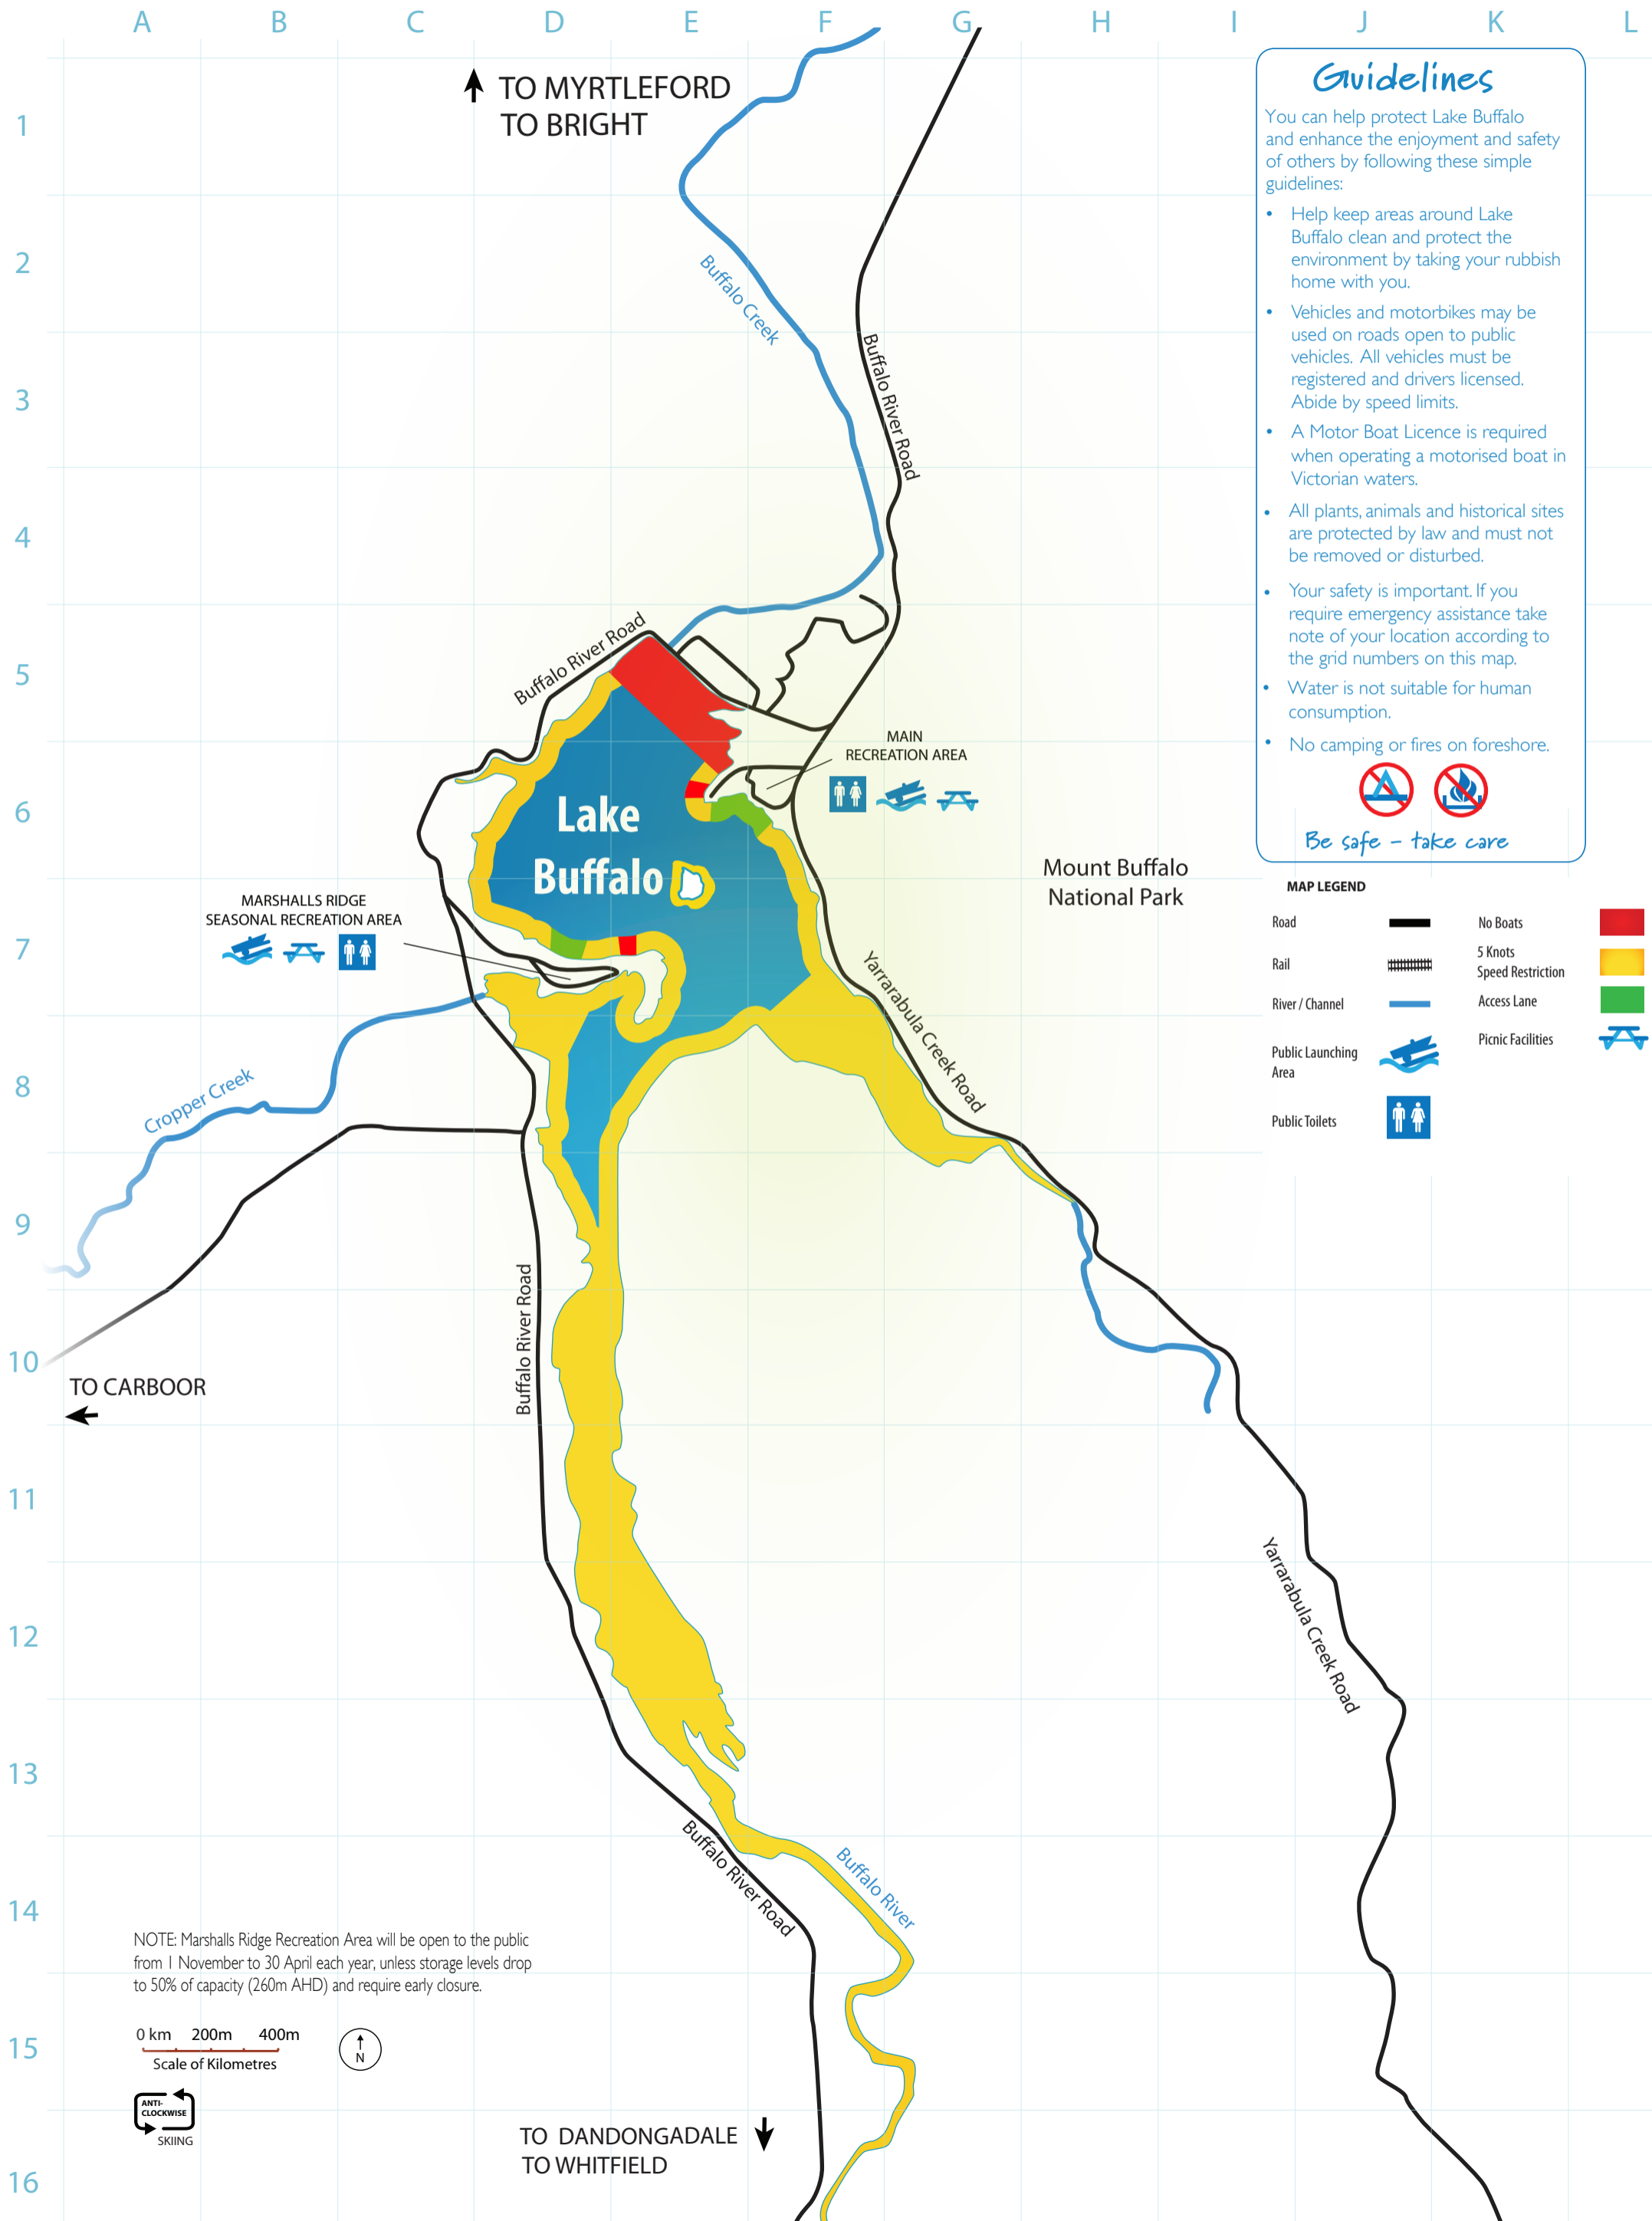 A B C D E F G H I J K L
1
2
3
4
5
6
7
8
9
10
11
12
13
14
15
16
TO MYRTLEFORD
TO BRIGHT
Buffalo Creek
Buffalo River Road
Buffalo River Road
MAIN
RECREATION AREA
Lake
Buffalo
Mount Buffalo
National Park
MARSHALLS RIDGE
SEASONAL RECREATION AREA
Yarrarabula Creek Road
Cropper Creek
Buffalo River Road
TO CARBOOR
Yarrarabula Creek Road
Buffalo River Road
Buffalo River
TO DANDONGADALE
TO WHITFIELD
Guidelines
You can help protect Lake Buffalo
and enhance the enjoyment and safety
of others by following these simple
guidelines:
• Help keep areas around Lake
Buffalo clean and protect the
environment by taking your rubbish
home with you.
• Vehicles and motorbikes may be
used on roads open to public
vehicles. All vehicles must be
registered and drivers licensed.
Abide by speed limits.
• A Motor Boat Licence is required
when operating a motorised boat in
Victorian waters.
• All plants, animals and historical sites
are protected by law and must not
be removed or disturbed.
• Your safety is important. If you
require emergency assistance take
note of your location according to
the grid numbers on this map.
• Water is not suitable for human
consumption.
• No camping or fires on foreshore.
Be safe – take care
MAP LEGEND
Road
Rail
River / Channel
Public Launching
Area
Public Toilets
No Boats
5 Knots
Speed Restriction
Access Lane
Picnic Facilities
NOTE: Marshalls Ridge Recreation Area will be open to the public
from 1 November to 30 April each year, unless storage levels drop
to 50% of capacity (260m AHD) and require early closure.
0 km 200m 400m
Scale of Kilometres
N
ANTI-
CLOCKWISE
SKIING